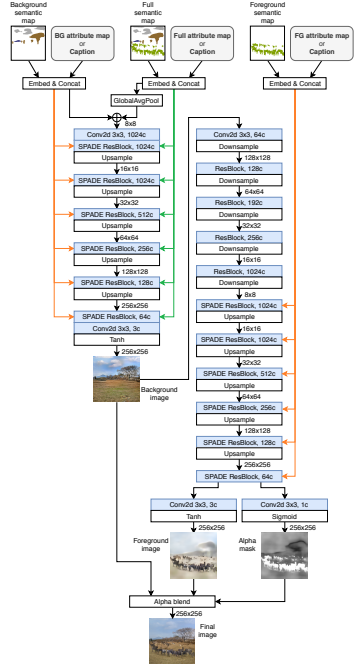 Background
semantic
map
BG attribute map
or
Caption
Full
semantic
map
Full attribute map
or
Caption
Foreground
semantic
map
FG attribute map
or
Caption
Embed & Concat
Embed & Concat
Embed & Concat
GlobalAvgPool
8x8
Conv2d 3x3, 1024c
SPADE ResBlock, 1024c
Upsample
16x16
SPADE ResBlock, 1024c
Upsample
32x32
SPADE ResBlock, 512c
Upsample
64x64
SPADE ResBlock, 256c
Upsample
128x128
SPADE ResBlock, 128c
Upsample
256x256
SPADE ResBlock, 64c
Conv2d 3x3, 3c
Tanh
256x256
Background
image
Conv2d 3x3, 64c
Downsample
128x128
ResBlock, 128c
Downsample
64x64
ResBlock, 192c
Downsample
32x32
ResBlock, 256c
Downsample
16x16
ResBlock, 1024c
Downsample
8x8
SPADE ResBlock, 1024c
Upsample
16x16
SPADE ResBlock, 1024c
Upsample
32x32
SPADE ResBlock, 512c
Upsample
64x64
SPADE ResBlock, 256c
Upsample
128x128
SPADE ResBlock, 128c
Upsample
256x256
SPADE ResBlock, 64c
Conv2d 3x3, 3c
Tanh
256x256
Foreground
image
Conv2d 3x3, 1c
Sigmoid
256x256
Alpha
mask
Alpha blend
256x256
Final
image